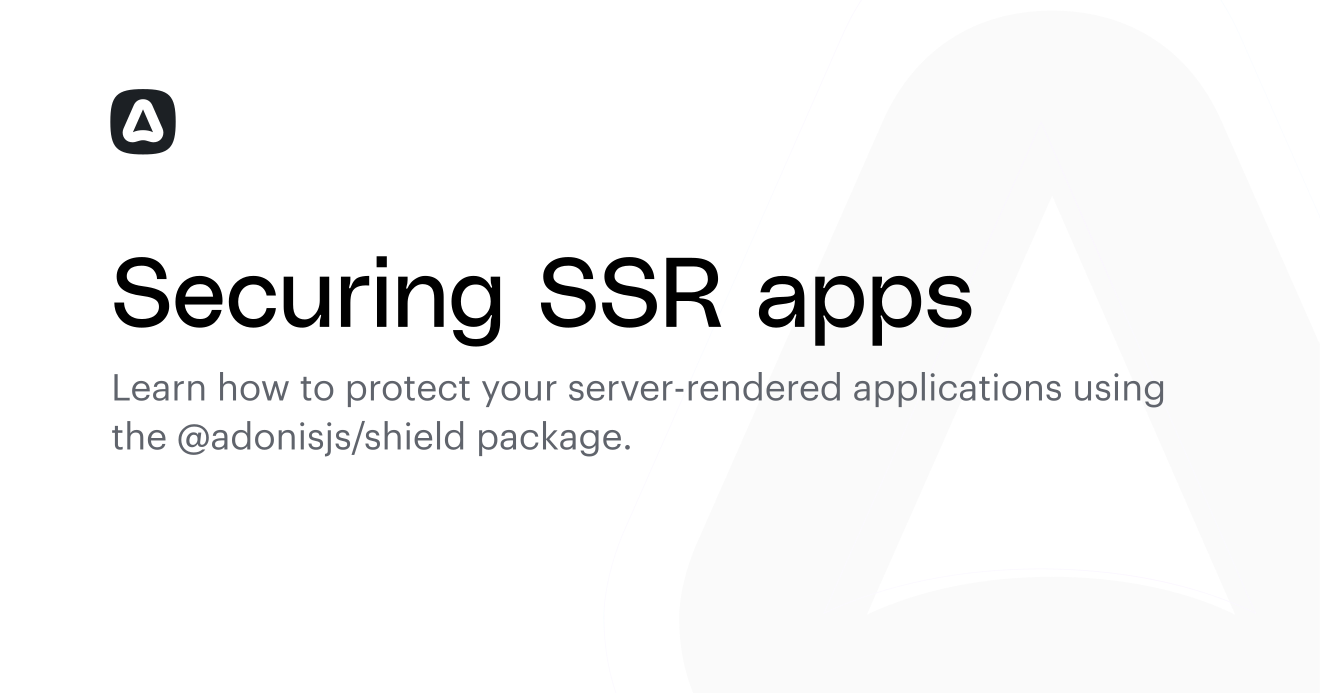 Securing SSR apps
Learn how to protect your server-rendered applications using
the @adonisjs/shield package.